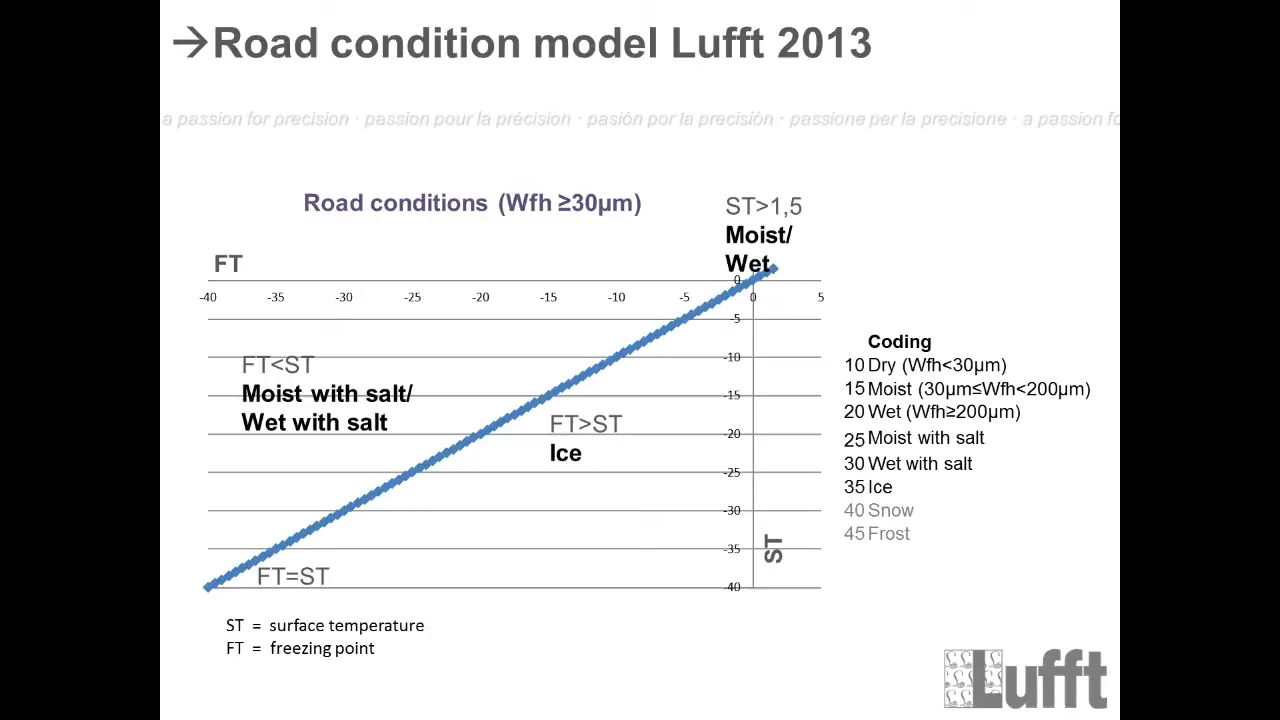 →Road condition model Lufft 2013
a passion for precision · passion pour la précision · pasión por la precisión · passione per la precisione · a passion fo
Road conditions (Wfh ≥30µm)
ST>1,5
Moist/
Wet
FT
0
-40 -35 -30 -25 -20 -15 -10 -5 0 5
-5
-10
-15
-20
-25
-30
-35
-40
FT<ST
Moist with salt/
Wet with salt
FT>ST
Ice
FT=ST
ST
Coding
10 Dry (Wfh<30µm)
15 Moist (30µm≤Wfh<200µm)
20 Wet (Wfh≥200µm)
25 Moist with salt
30 Wet with salt
35 Ice
40 Snow
45 Frost
ST = surface temperature
FT = freezing point
Lufft